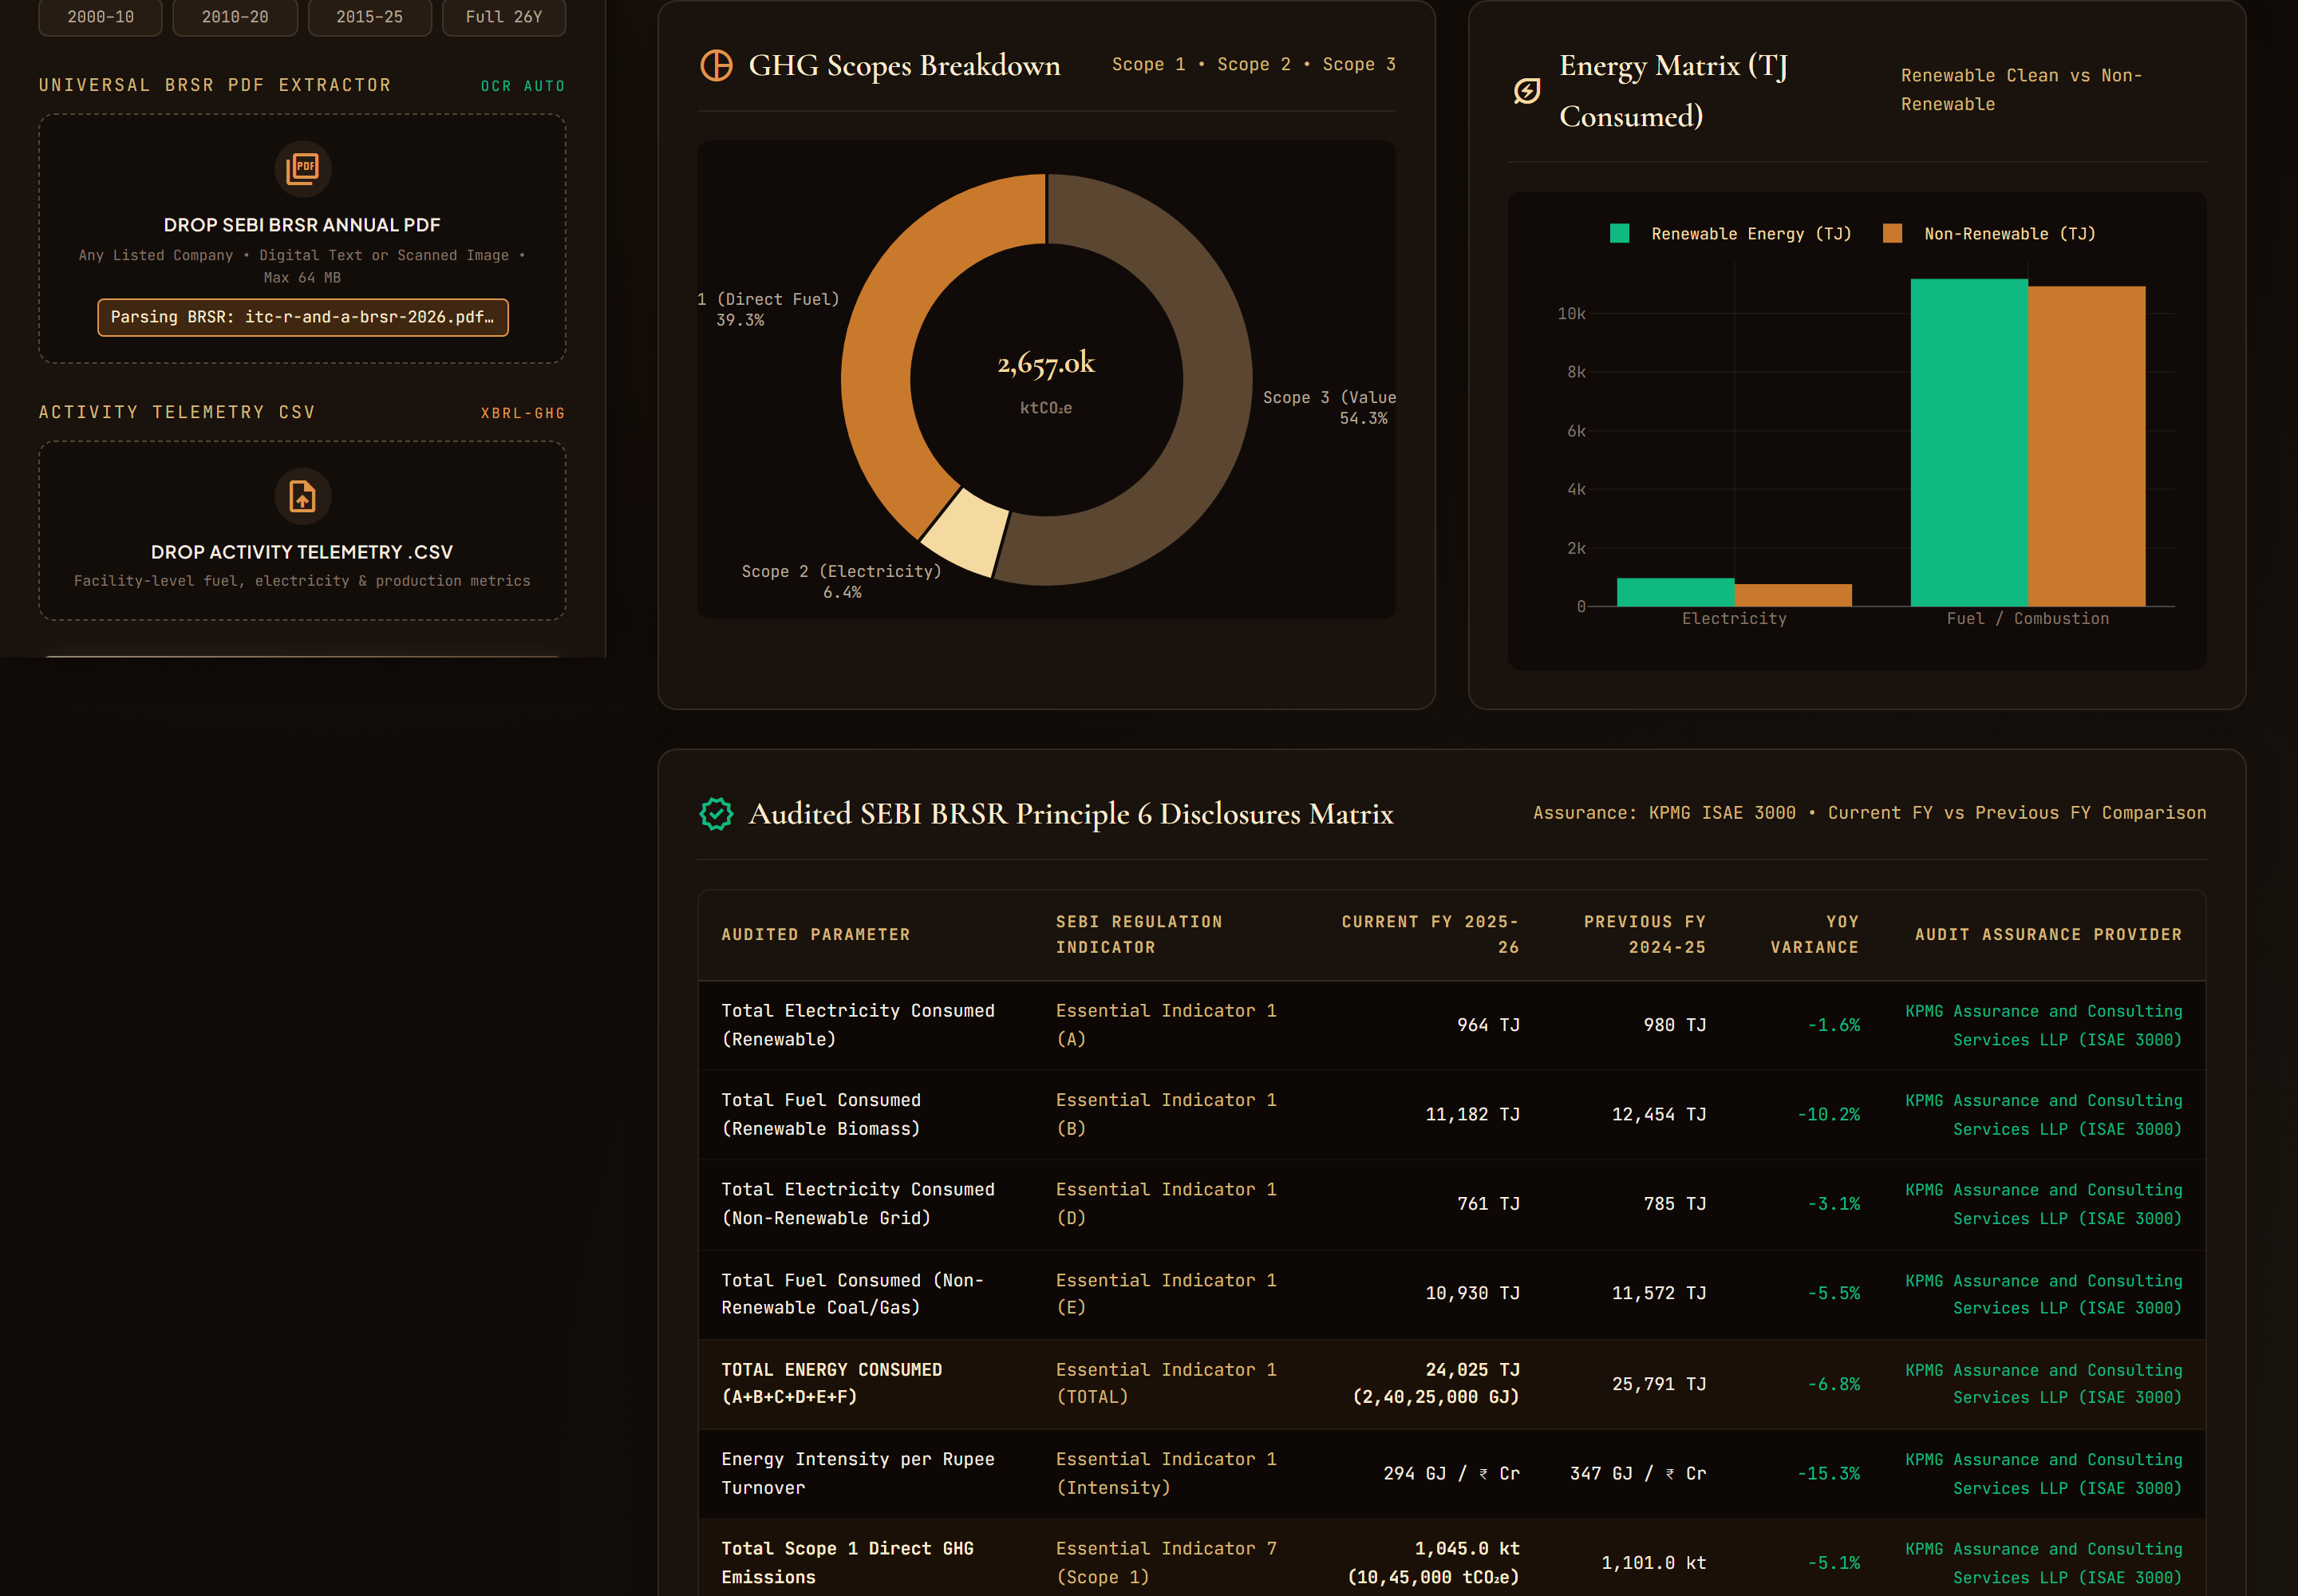 2000-10
2010-20
2015-25
Full 26Y
UNIVERSAL BRSR PDF EXTRACTOR
OCR AUTO
PDF
DROP SEBI BRSR ANNUAL PDF
Any Listed Company • Digital Text or Scanned Image •
Max 64 MB
Parsing BRSR: itc-r-and-a-brsr-2026.pdf…
ACTIVITY TELEMETRY CSV
XBRL-GHG
DROP ACTIVITY TELEMETRY .CSV
Facility-level fuel, electricity & production metrics
GHG Scopes Breakdown
Scope 1 • Scope 2 • Scope 3
1 (Direct Fuel)
39.3%
2,657.0k
ktCO₂e
Scope 3 (Value
54.3%
Scope 2 (Electricity)
6.4%
Energy Matrix (TJ
Consumed)
Renewable Clean vs Non-
Renewable
Renewable Energy (TJ)
Non-Renewable (TJ)
10k
8k
6k
4k
2k
0
Electricity
Fuel / Combustion
Audited SEBI BRSR Principle 6 Disclosures Matrix
Assurance: KPMG ISAE 3000 • Current FY vs Previous FY Comparison
AUDITED PARAMETER
SEBI REGULATION
INDICATOR
CURRENT FY 2025-
26
PREVIOUS FY
2024-25
YOY
VARIANCE
AUDIT ASSURANCE PROVIDER
Total Electricity Consumed
(Renewable)
Essential Indicator 1
(A)
964 TJ
980 TJ
-1.6%
KPMG Assurance and Consulting
Services LLP (ISAE 3000)
Total Fuel Consumed
(Renewable Biomass)
Essential Indicator 1
(B)
11,182 TJ
12,454 TJ
-10.2%
KPMG Assurance and Consulting
Services LLP (ISAE 3000)
Total Electricity Consumed
(Non-Renewable Grid)
Essential Indicator 1
(D)
761 TJ
785 TJ
-3.1%
KPMG Assurance and Consulting
Services LLP (ISAE 3000)
Total Fuel Consumed (Non-
Renewable Coal/Gas)
Essential Indicator 1
(E)
10,930 TJ
11,572 TJ
-5.5%
KPMG Assurance and Consulting
Services LLP (ISAE 3000)
TOTAL ENERGY CONSUMED
(A+B+C+D+E+F)
Essential Indicator 1
(TOTAL)
24,025 TJ
(2,40,25,000 GJ)
25,791 TJ
-6.8%
KPMG Assurance and Consulting
Services LLP (ISAE 3000)
Energy Intensity per Rupee
Turnover
Essential Indicator 1
(Intensity)
294 GJ / ₹ Cr
347 GJ / ₹ Cr
-15.3%
KPMG Assurance and Consulting
Services LLP (ISAE 3000)
Total Scope 1 Direct GHG
Emissions
Essential Indicator 7
(Scope 1)
1,045.0 kt
(10,45,000 tCO₂e)
1,101.0 kt
-5.1%
KPMG Assurance and Consulting
Services LLP (ISAE 3000)